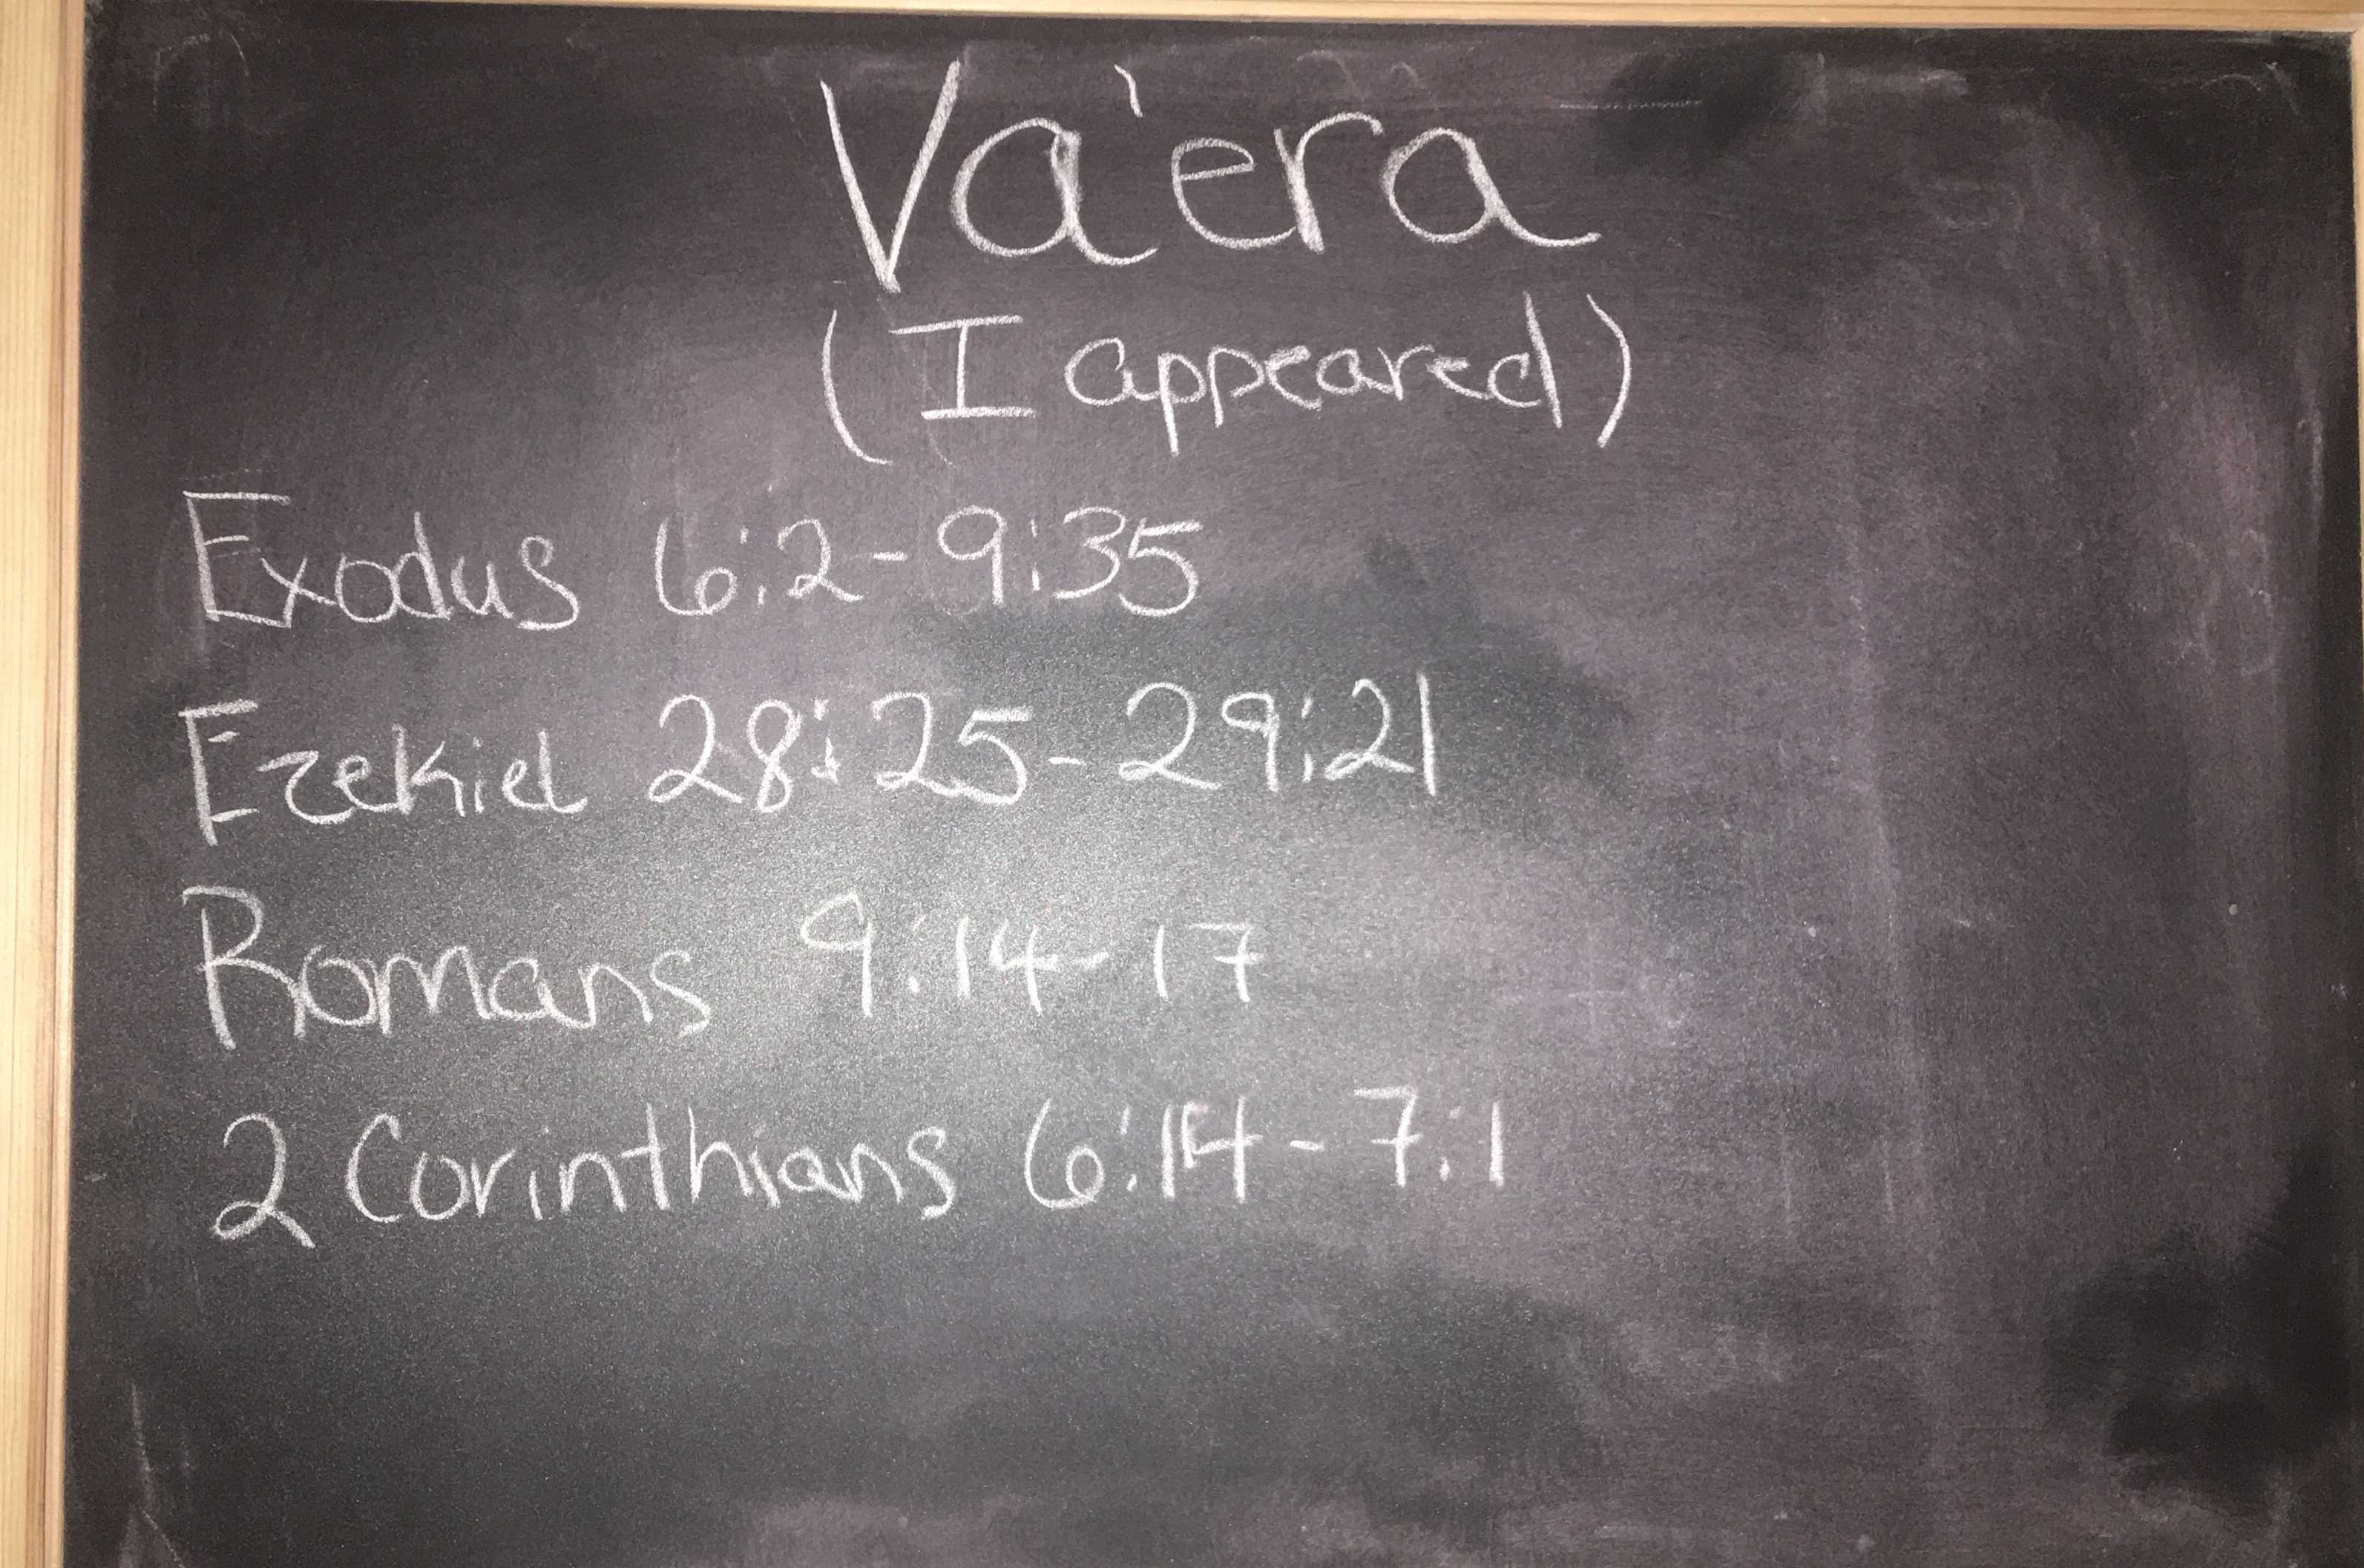 Va'era
(I appeared)
Exodus 6:2-9:35
Ezekiel 28:25-29:21
Romans 9:14-17
2 Corinthians 6:14-7:1